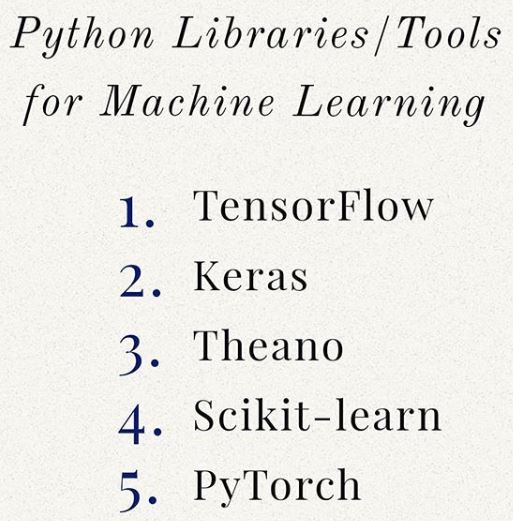 Python Libraries/Tools
for Machine Learning
1. TensorFlow
2. Keras
3. Theano
4. Scikit-learn
5. PyTorch